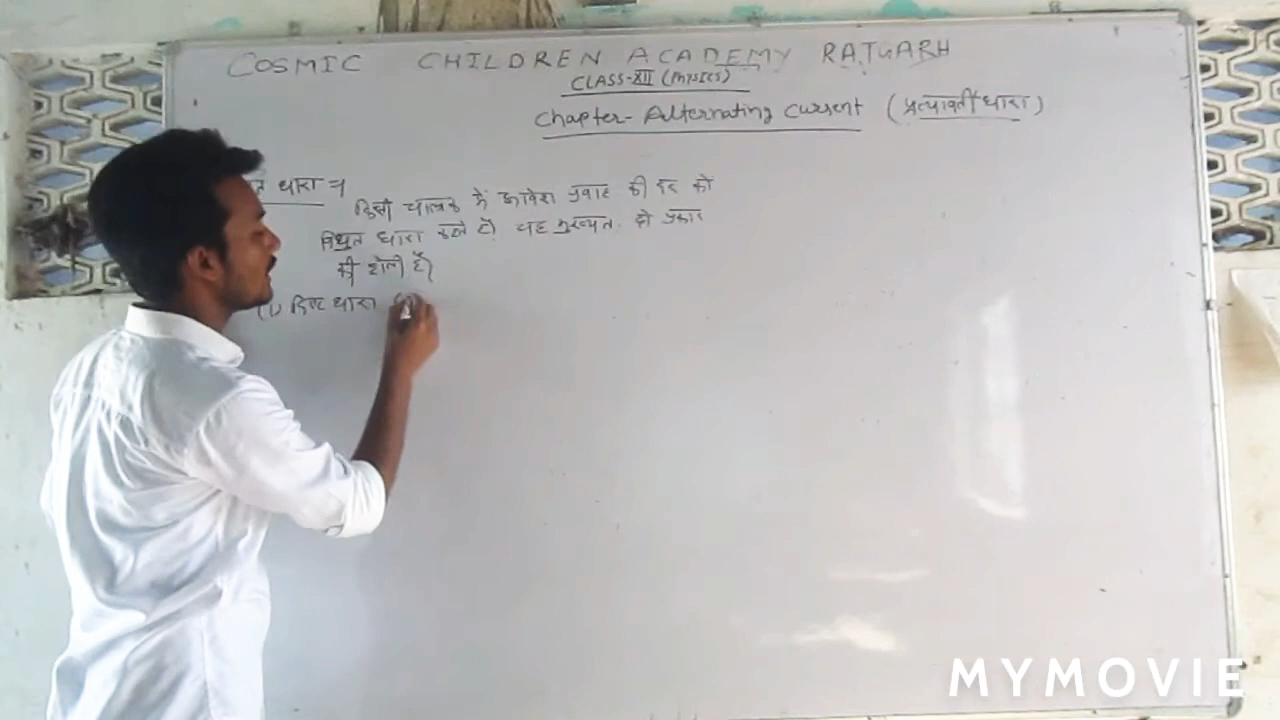 COSMIC CHILDREN ACADEMY RAJGARH
CLASS-XII (PHYSICS)
Chapter- Alternating Current (प्रत्यावर्ती धारा)
धारा ⇒
किसी चालक में आवेश प्रवाह की दर को
विधुत धारा कहते हैं। यह मुख्यतः दो प्रकार
की होती है।
(1) दिष्ट धारा
MYMOVIE